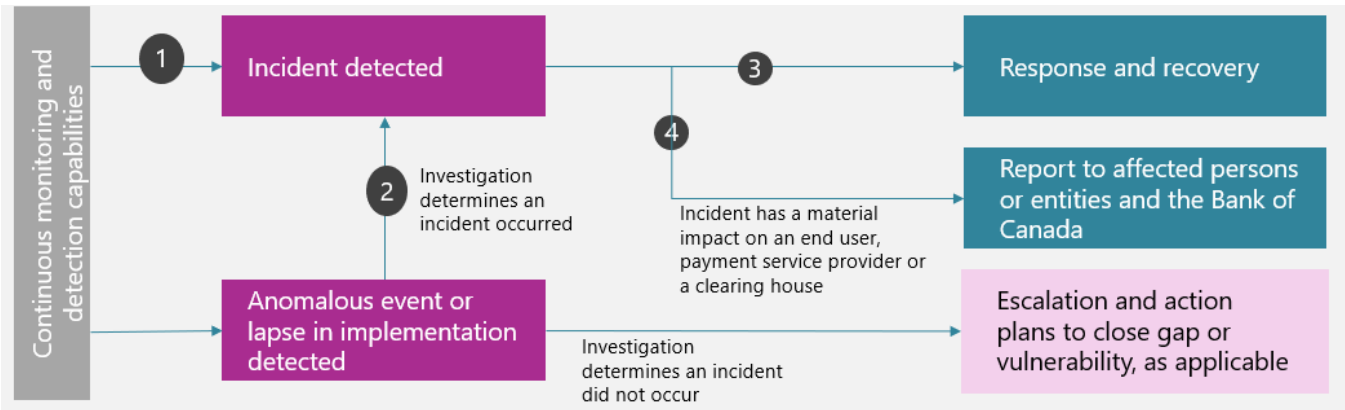 Continuous monitoring and
detection capabilities
1
Incident detected
3
Response and recovery
4
2
Investigation
determines an
incident occurred
Incident has a material
impact on an end user,
payment service provider or
a clearing house
Report to affected persons
or entities and the Bank of
Canada
Anomalous event or
lapse in implementation
detected
Investigation
determines an incident
did not occur
Escalation and action
plans to close gap or
vulnerability, as applicable